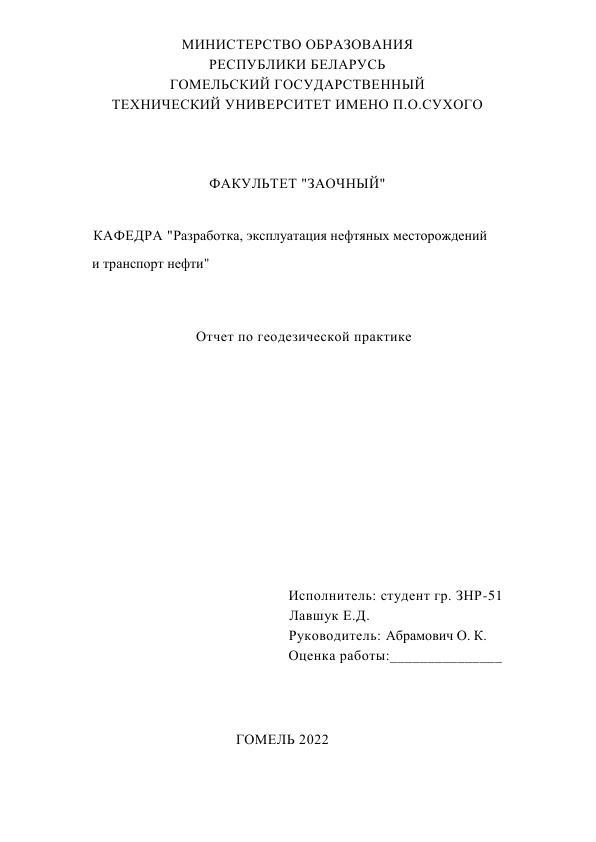 МИНИСТЕРСТВО ОБРАЗОВАНИЯ
РЕСПУБЛИКИ БЕЛАРУСЬ
ГОМЕЛЬСКИЙ ГОСУДАРСТВЕННЫЙ
ТЕХНИЧЕСКИЙ УНИВЕРСИТЕТ ИМЕНО П.О.СУХОГО
ФАКУЛЬТЕТ "ЗАОЧНЫЙ"
КАФЕДРА "Разработка, эксплуатация нефтяных месторождений
и транспорт нефти"
Отчет по геодезической практике
Исполнитель: студент гр. ЗНР-51
Лавшук Е.Д.
Руководитель: Абрамович О. К.
Оценка работы:_______________
ГОМЕЛЬ 2022